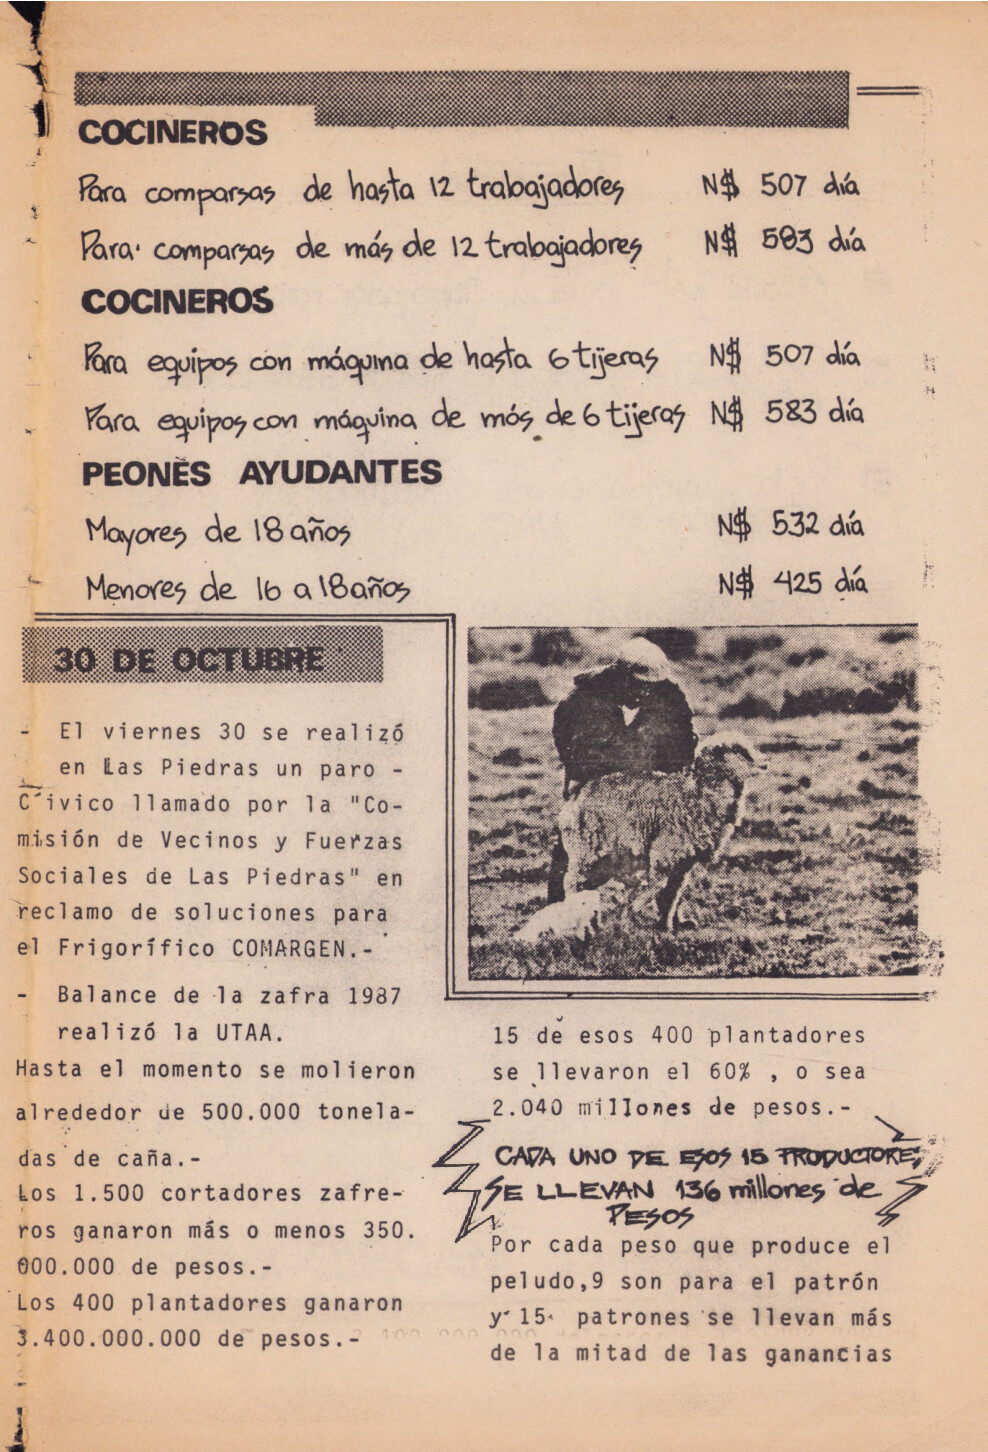 COCINEROS
Para comparsas de hasta 12 trabajadores N$ 507 día
Para comparsas de más de 12 trabajadores N$ 583 día
COCINEROS
Para equipos con máquina de hasta 6 tijeras N$ 507 día
Para equipos con máquina de más de 6 tijeras N$ 583 día
PEONES AYUDANTES
Mayores de 18 años N$ 532 día
Menores de 16 a 18 años N$ 425 día
30 DE OCTUBRE
- El viernes 30 se realizó
en Las Piedras un paro -
Cívico llamado por la "Co-
misión de Vecinos y Fuerzas
Sociales de Las Piedras" en
reclamo de soluciones para
el Frigorífico COMARGEN.-
- Balance de la zafra 1987
realizó la UTAA.
Hasta el momento se molieron
alrededor de 500.000 tonela-
das de caña.-
Los 1.500 cortadores zafre-
ros ganaron más o menos 350.
000.000 de pesos.-
Los 400 plantadores ganaron
3.400.000.000 de pesos.-
15 de esos 400 plantadores
se llevaron el 60% , o sea
2.040 millones de pesos.-
CADA UNO DE ESOS 15 PRODUCTORES
SE LLEVAN 136 millones de
PESOS
Por cada peso que produce el
peludo,9 son para el patrón
y 15 patrones se llevan más
de la mitad de las ganancias